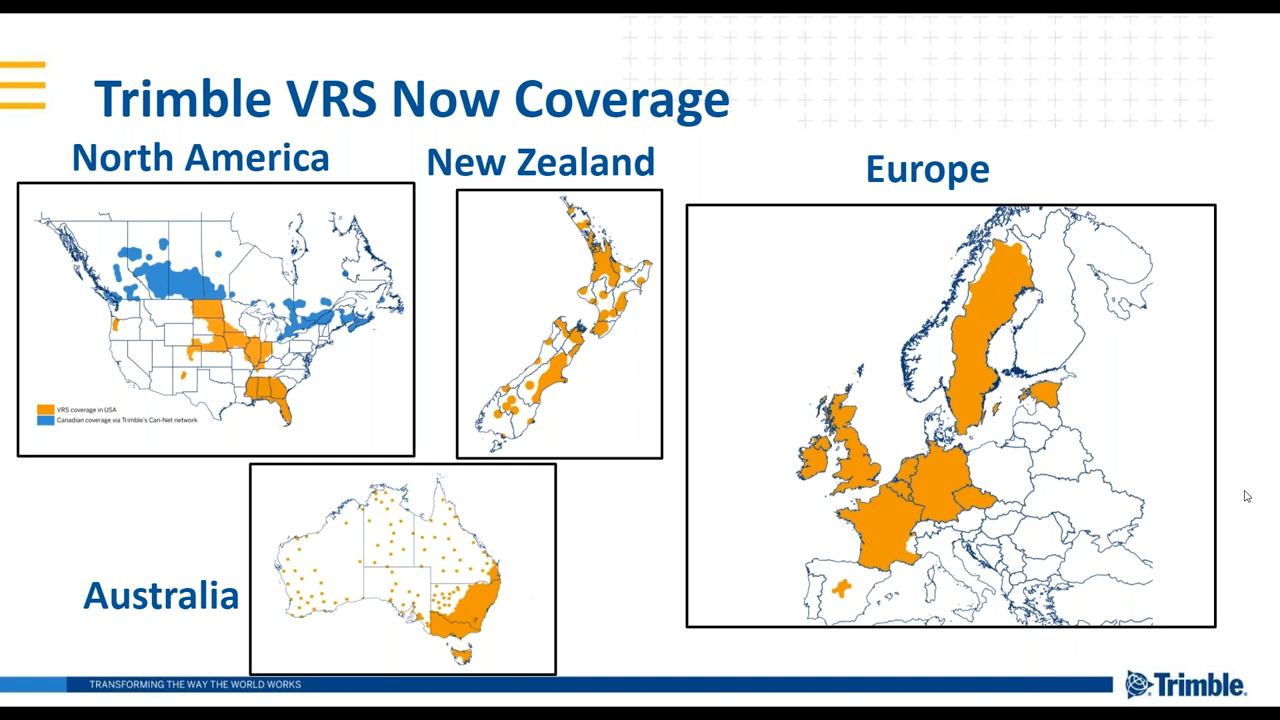 Trimble VRS Now Coverage
North America
New Zealand
Europe
VRS coverage in USA
Canadian coverage via Trimble's Can-Net network
Australia
TRANSFORMING THE WAY THE WORLD WORKS
Trimble